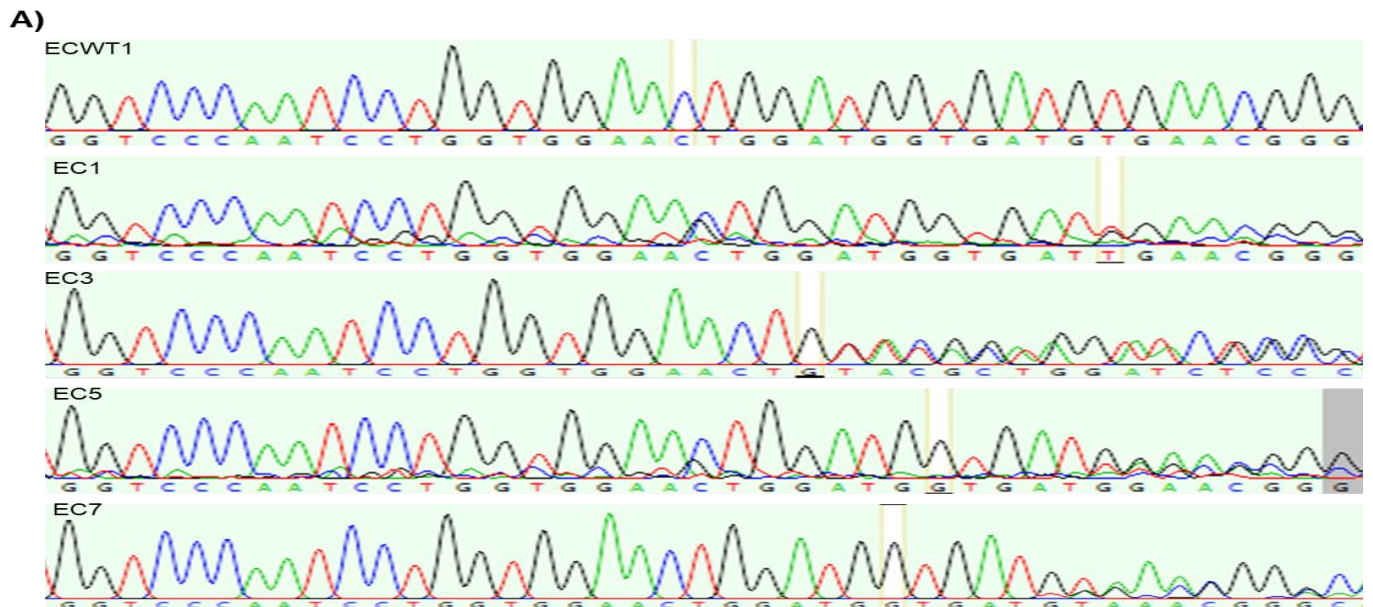 A)
ECWT1
G G T C C C A A T C C T G G T G G A A C T G G A T G G T G A T G T G A A C G G G
EC1
G G T C C C A A T C C T G G T G G A A C T G G A T G G T G A T T G A A C G G G
EC3
G G T C C C A A T C C T G G T G G A A C T G T A C G C T G G A T C T C C C
EC5
G G T C C C A A T C C T G G T G G A A C T G G A T G G T G A T G G A A C G G G
EC7
G G T C C C A A T C C T G G T G G A A C T G G A T G G T G A T G T A A A C G G